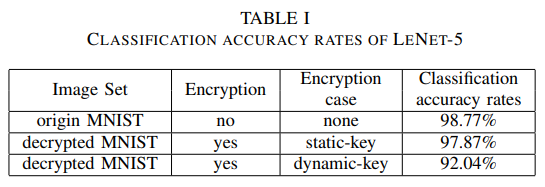 TABLE I
CLASSIFICATION ACCURACY RATES OF LENET-5
Image Set Encryption Encryption case Classification accuracy rates
origin MNIST no none 98.77%
decrypted MNIST yes static-key 97.87%
decrypted MNIST yes dynamic-key 92.04%